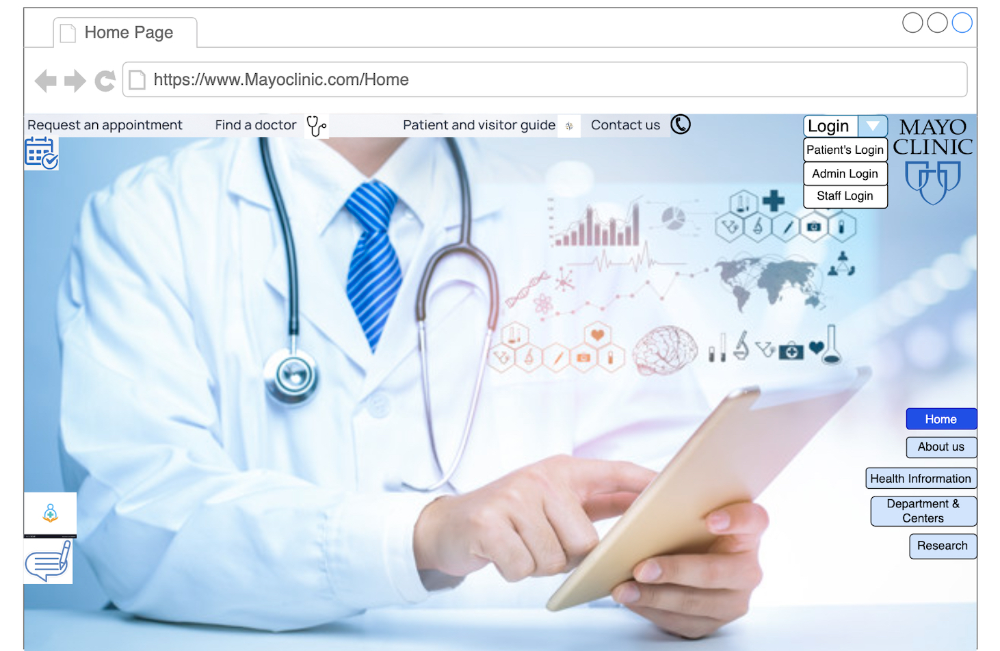 Home Page
https://www.Mayoclinic.com/Home
Request an appointment
Find a doctor
Patient and visitor guide
Contact us
Login
Patient's Login
Admin Login
Staff Login
MAYO
CLINIC
Home
About us
Health Infrormation
Department &
Centers
Research